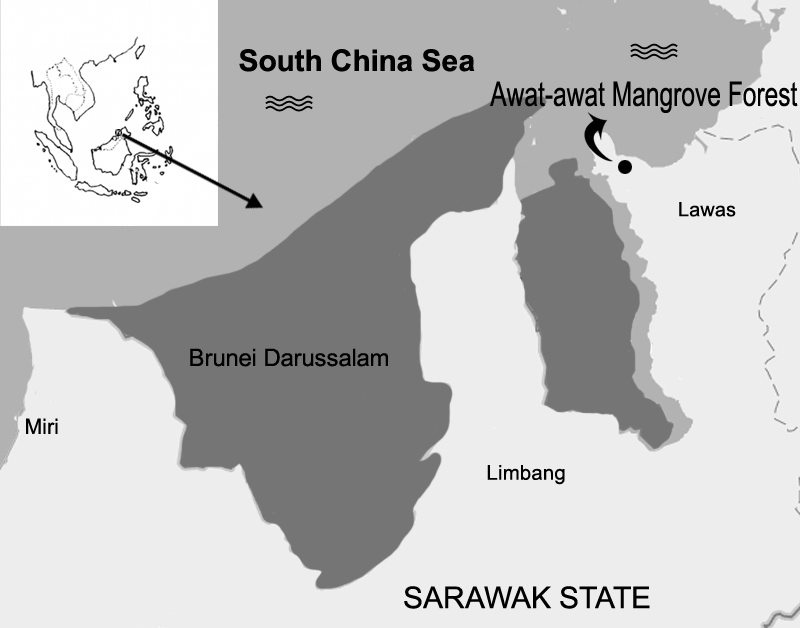 South China Sea
Awat-awat Mangrove Forest
Lawas
Brunei Darussalam
Miri
Limbang
SARAWAK STATE